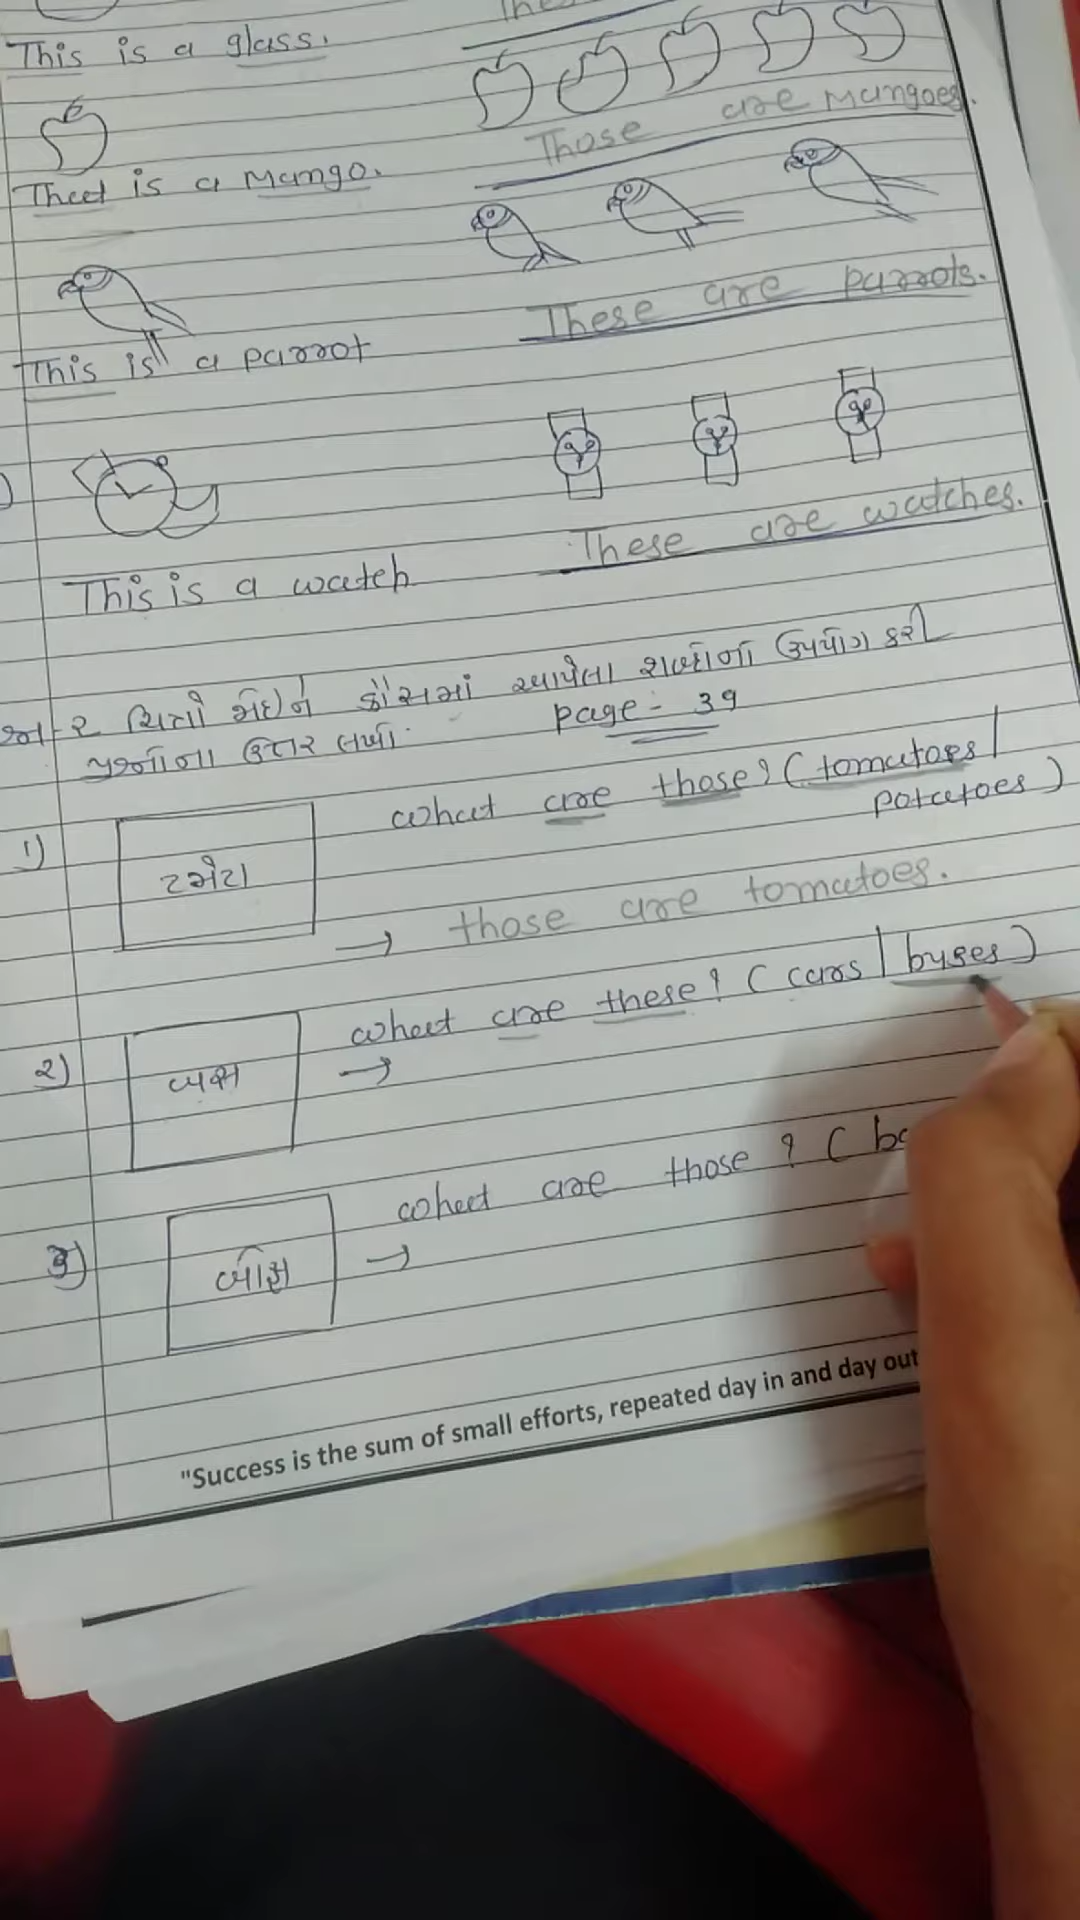 This is a glass.
Those are Mangoes.
That is a Mango.
These are parrots.
This is a parrot
These are watches.
This is a watch
ચિત્રો જોઈને કૌંસમાં આપેલા શબ્દોનો ઉપયોગ કરી
પ્રશ્નોના ઉત્તર લખો. page - 39
1) ટમેટા what are those? (tomatoes/
potatoes)
→ those are tomatoes.
2) બસ what are these? (cars/buses)
→
3) what are those? (
→
"Success is the sum of small efforts, repeated day in and day out